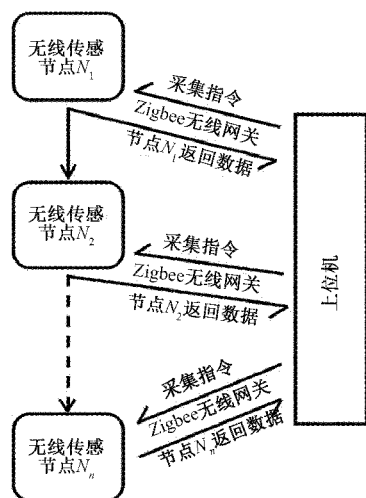 无线传感
节点N₁
采集指令
Zigbee无线网关
节点N₁返回数据
无线传感
节点N₂
采集指令
Zigbee无线网关
节点N₂返回数据
上位机
采集指令
Zigbee无线网关
节点Nₙ返回数据
无线传感
节点Nₙ